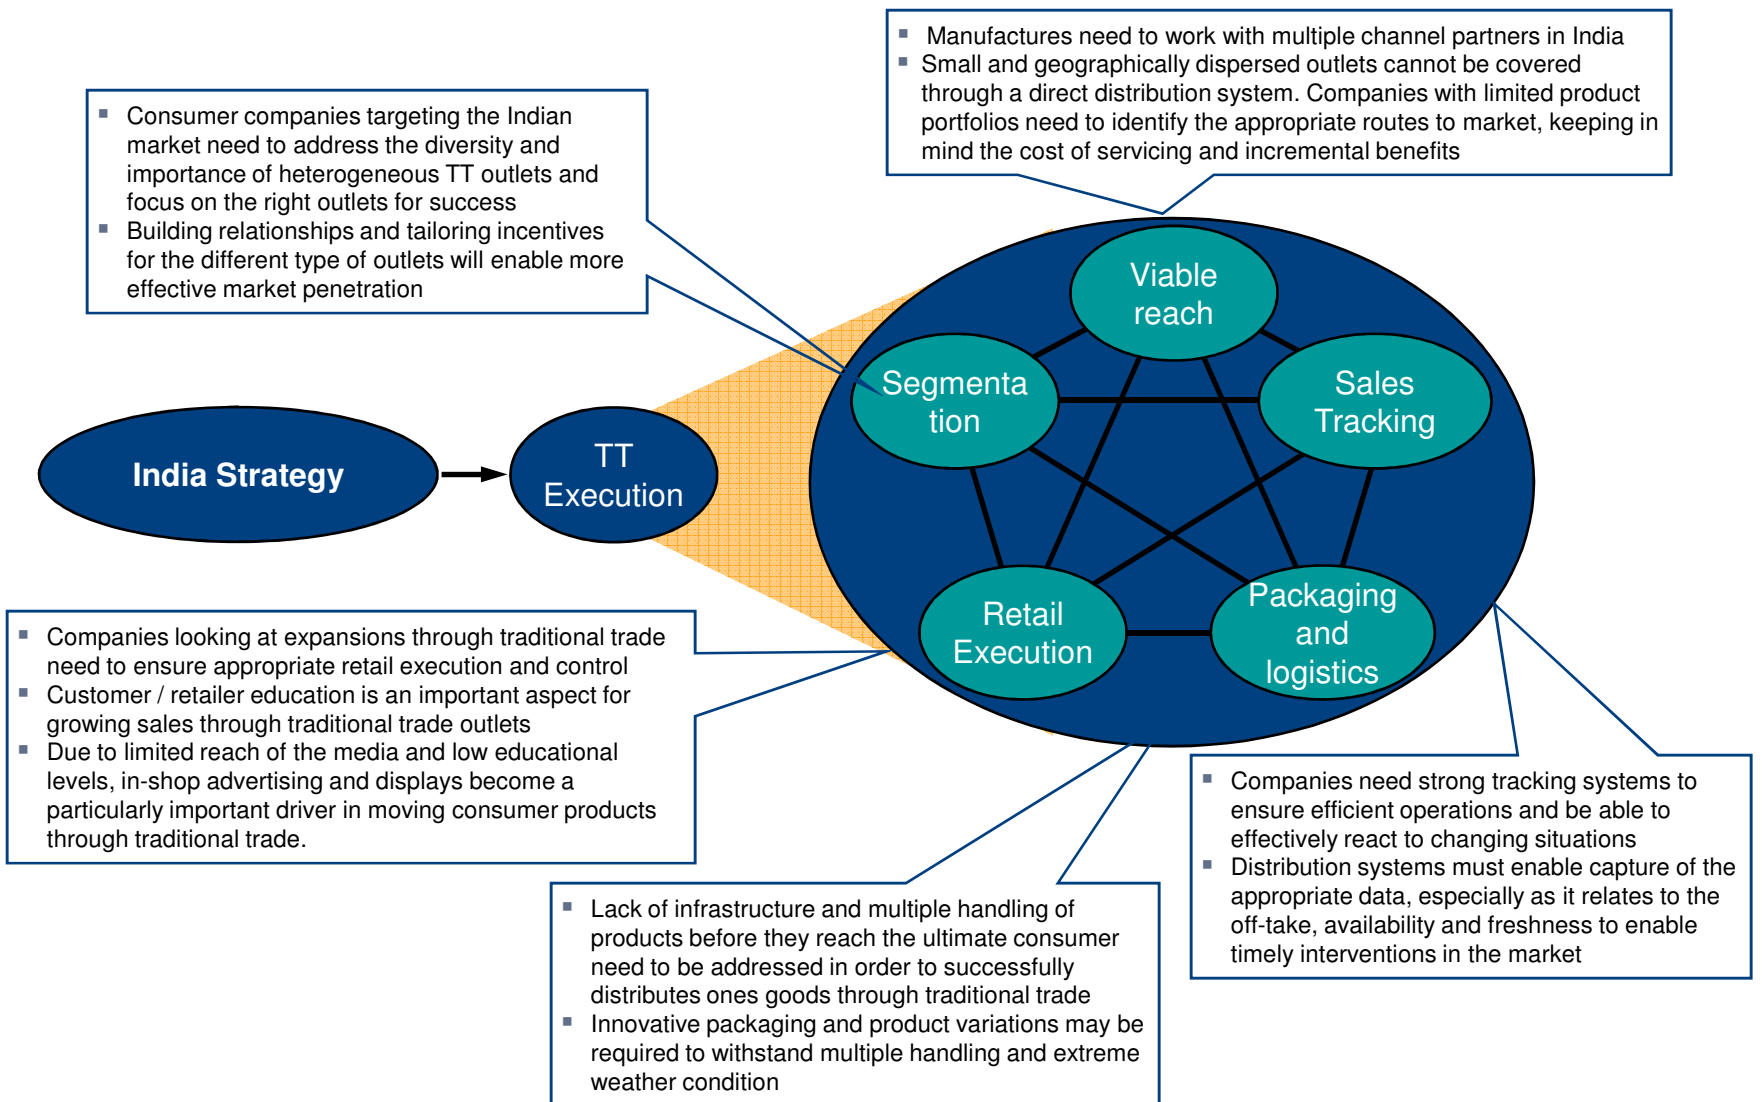 ▪ Manufactures need to work with multiple channel partners in India
▪ Small and geographically dispersed outlets cannot be covered
through a direct distribution system. Companies with limited product
portfolios need to identify the appropriate routes to market, keeping in
mind the cost of servicing and incremental benefits
▪ Consumer companies targeting the Indian
market need to address the diversity and
importance of heterogeneous TT outlets and
focus on the right outlets for success
▪ Building relationships and tailoring incentives
for the different type of outlets will enable more
effective market penetration
Viable
reach
Segmenta
tion
Sales
Tracking
India Strategy
TT
Execution
Retail
Execution
Packaging
and
logistics
▪ Companies looking at expansions through traditional trade
need to ensure appropriate retail execution and control
▪ Customer / retailer education is an important aspect for
growing sales through traditional trade outlets
▪ Due to limited reach of the media and low educational
levels, in-shop advertising and displays become a
particularly important driver in moving consumer products
through traditional trade.
▪ Companies need strong tracking systems to
ensure efficient operations and be able to
effectively react to changing situations
▪ Distribution systems must enable capture of the
appropriate data, especially as it relates to the
off-take, availability and freshness to enable
timely interventions in the market
▪ Lack of infrastructure and multiple handling of
products before they reach the ultimate consumer
need to be addressed in order to successfully
distributes ones goods through traditional trade
▪ Innovative packaging and product variations may be
required to withstand multiple handling and extreme
weather condition